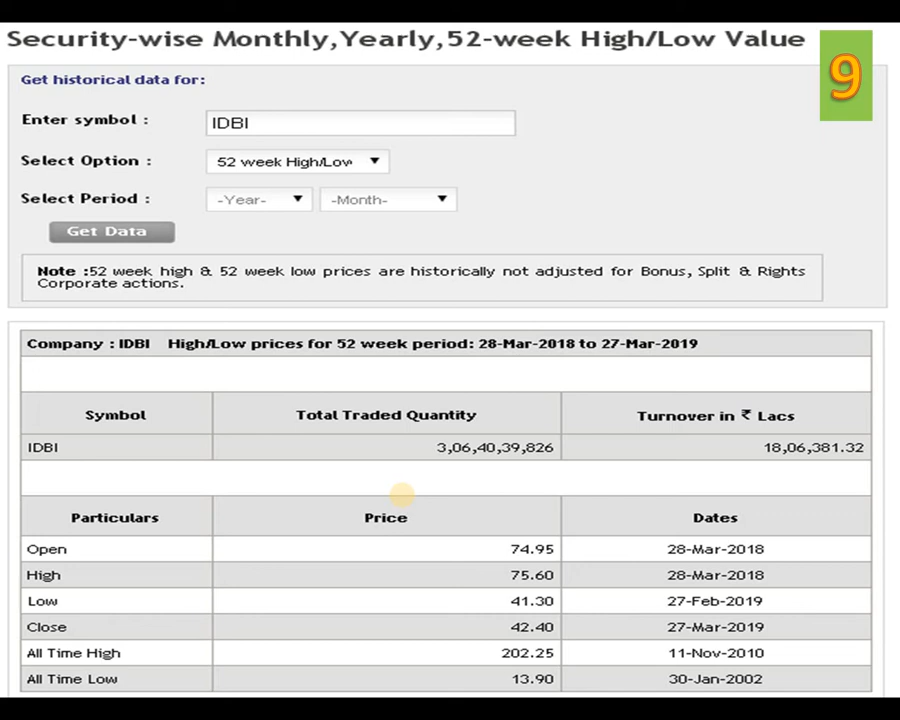 Security-wise Monthly,Yearly,52-week High/Low Value
9
Get historical data for:
Enter symbol : IDBI
Select Option : 52 week High/Low
Select Period : -Year- -Month-
Get Data
Note :52 week high & 52 week low prices are historically not adjusted for Bonus, Split & Rights
Corporate actions.
Company : IDBI High/Low prices for 52 week period: 28-Mar-2018 to 27-Mar-2019
Symbol Total Traded Quantity Turnover in ₹ Lacs
IDBI 3,06,40,39,826 18,06,381.32
Particulars Price Dates
Open 74.95 28-Mar-2018
High 75.60 28-Mar-2018
Low 41.30 27-Feb-2019
Close 42.40 27-Mar-2019
All Time High 202.25 11-Nov-2010
All Time Low 13.90 30-Jan-2002